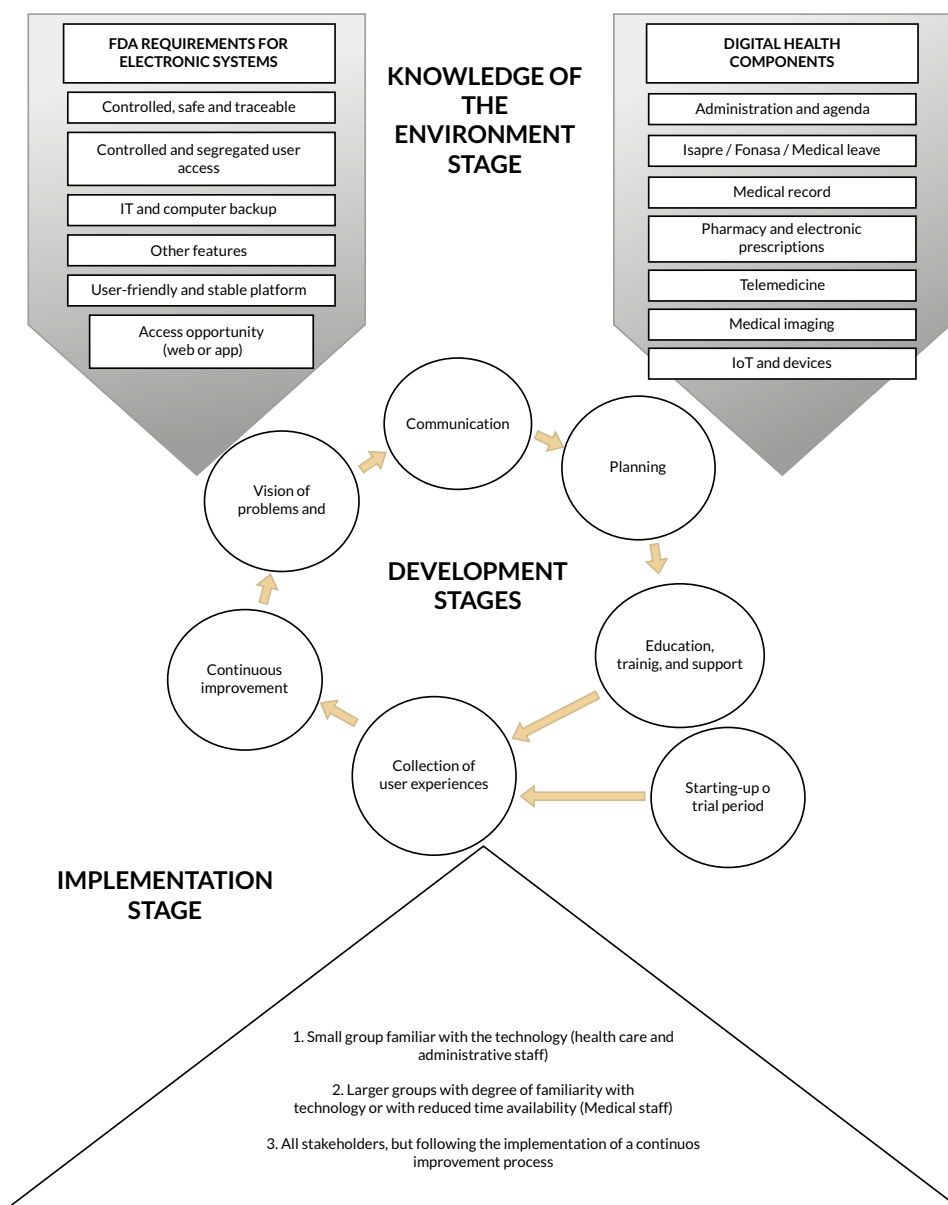 FDA REQUIREMENTS FOR
ELECTRONIC SYSTEMS
Controlled, safe and traceable
Controlled and segregated user
access
IT and computer backup
Other features
User-friendly and stable platform
Access opportunity
(web or app)
KNOWLEDGE OF
THE
ENVIRONMENT
STAGE
DIGITAL HEALTH
COMPONENTS
Administration and agenda
Isapre / Fonasa / Medical leave
Medical record
Pharmacy and electronic
prescriptions
Telemedicine
Medical imaging
IoT and devices
Communication
Planning
Vision of
problems and
DEVELOPMENT
STAGES
Education,
trainig, and support
Continuous
improvement
Collection of
user experiences
Starting-up o
trial period
IMPLEMENTATION
STAGE
1. Small group familiar with the technology (health care and
administrative staff)
2. Larger groups with degree of familiarity with
technology or with reduced time availability (Medical staff)
3. All stakeholders, but following the implementation of a continuos
improvement process